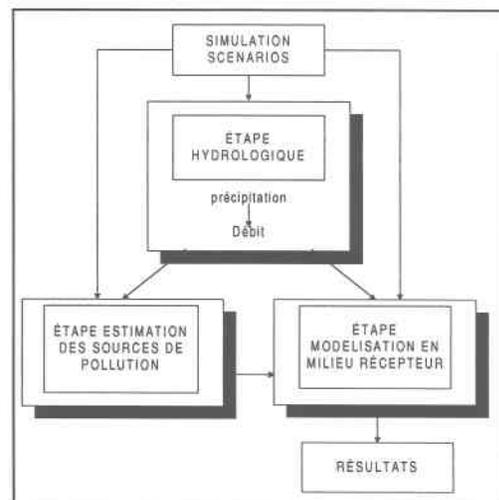 SIMULATION
SCENARIOS
ÉTAPE
HYDROLOGIQUE
précipitation
Débit
ÉTAPE ESTIMATION
DES SOURCES DE
POLLUTION
ÉTAPE
MODELISATION EN
MILIEU RÉCEPTEUR
RÉSULTATS